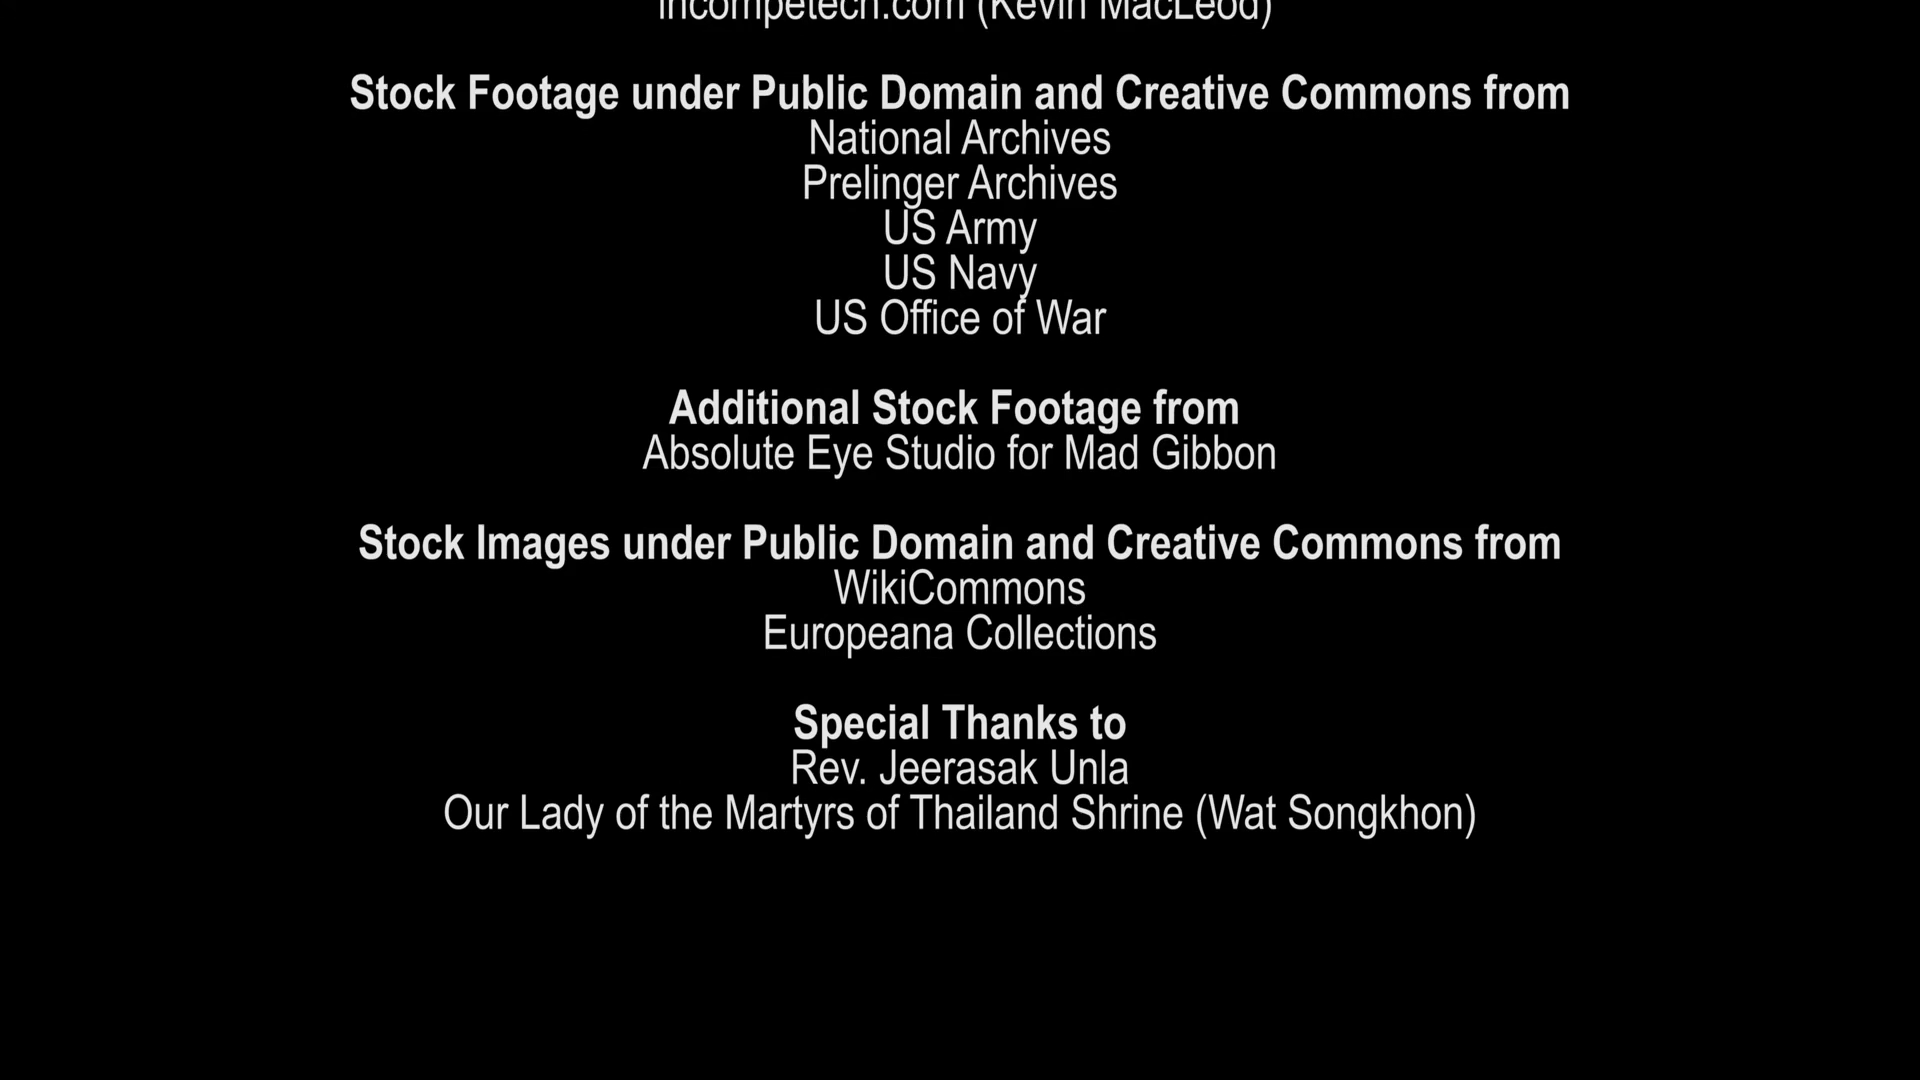 incompetech.com (Kevin MacLeod)
Stock Footage under Public Domain and Creative Commons from
National Archives
Prelinger Archives
US Army
US Navy
US Office of War
Additional Stock Footage from
Absolute Eye Studio for Mad Gibbon
Stock Images under Public Domain and Creative Commons from
WikiCommons
Europeana Collections
Special Thanks to
Rev. Jeerasak Unla
Our Lady of the Martyrs of Thailand Shrine (Wat Songkhon)